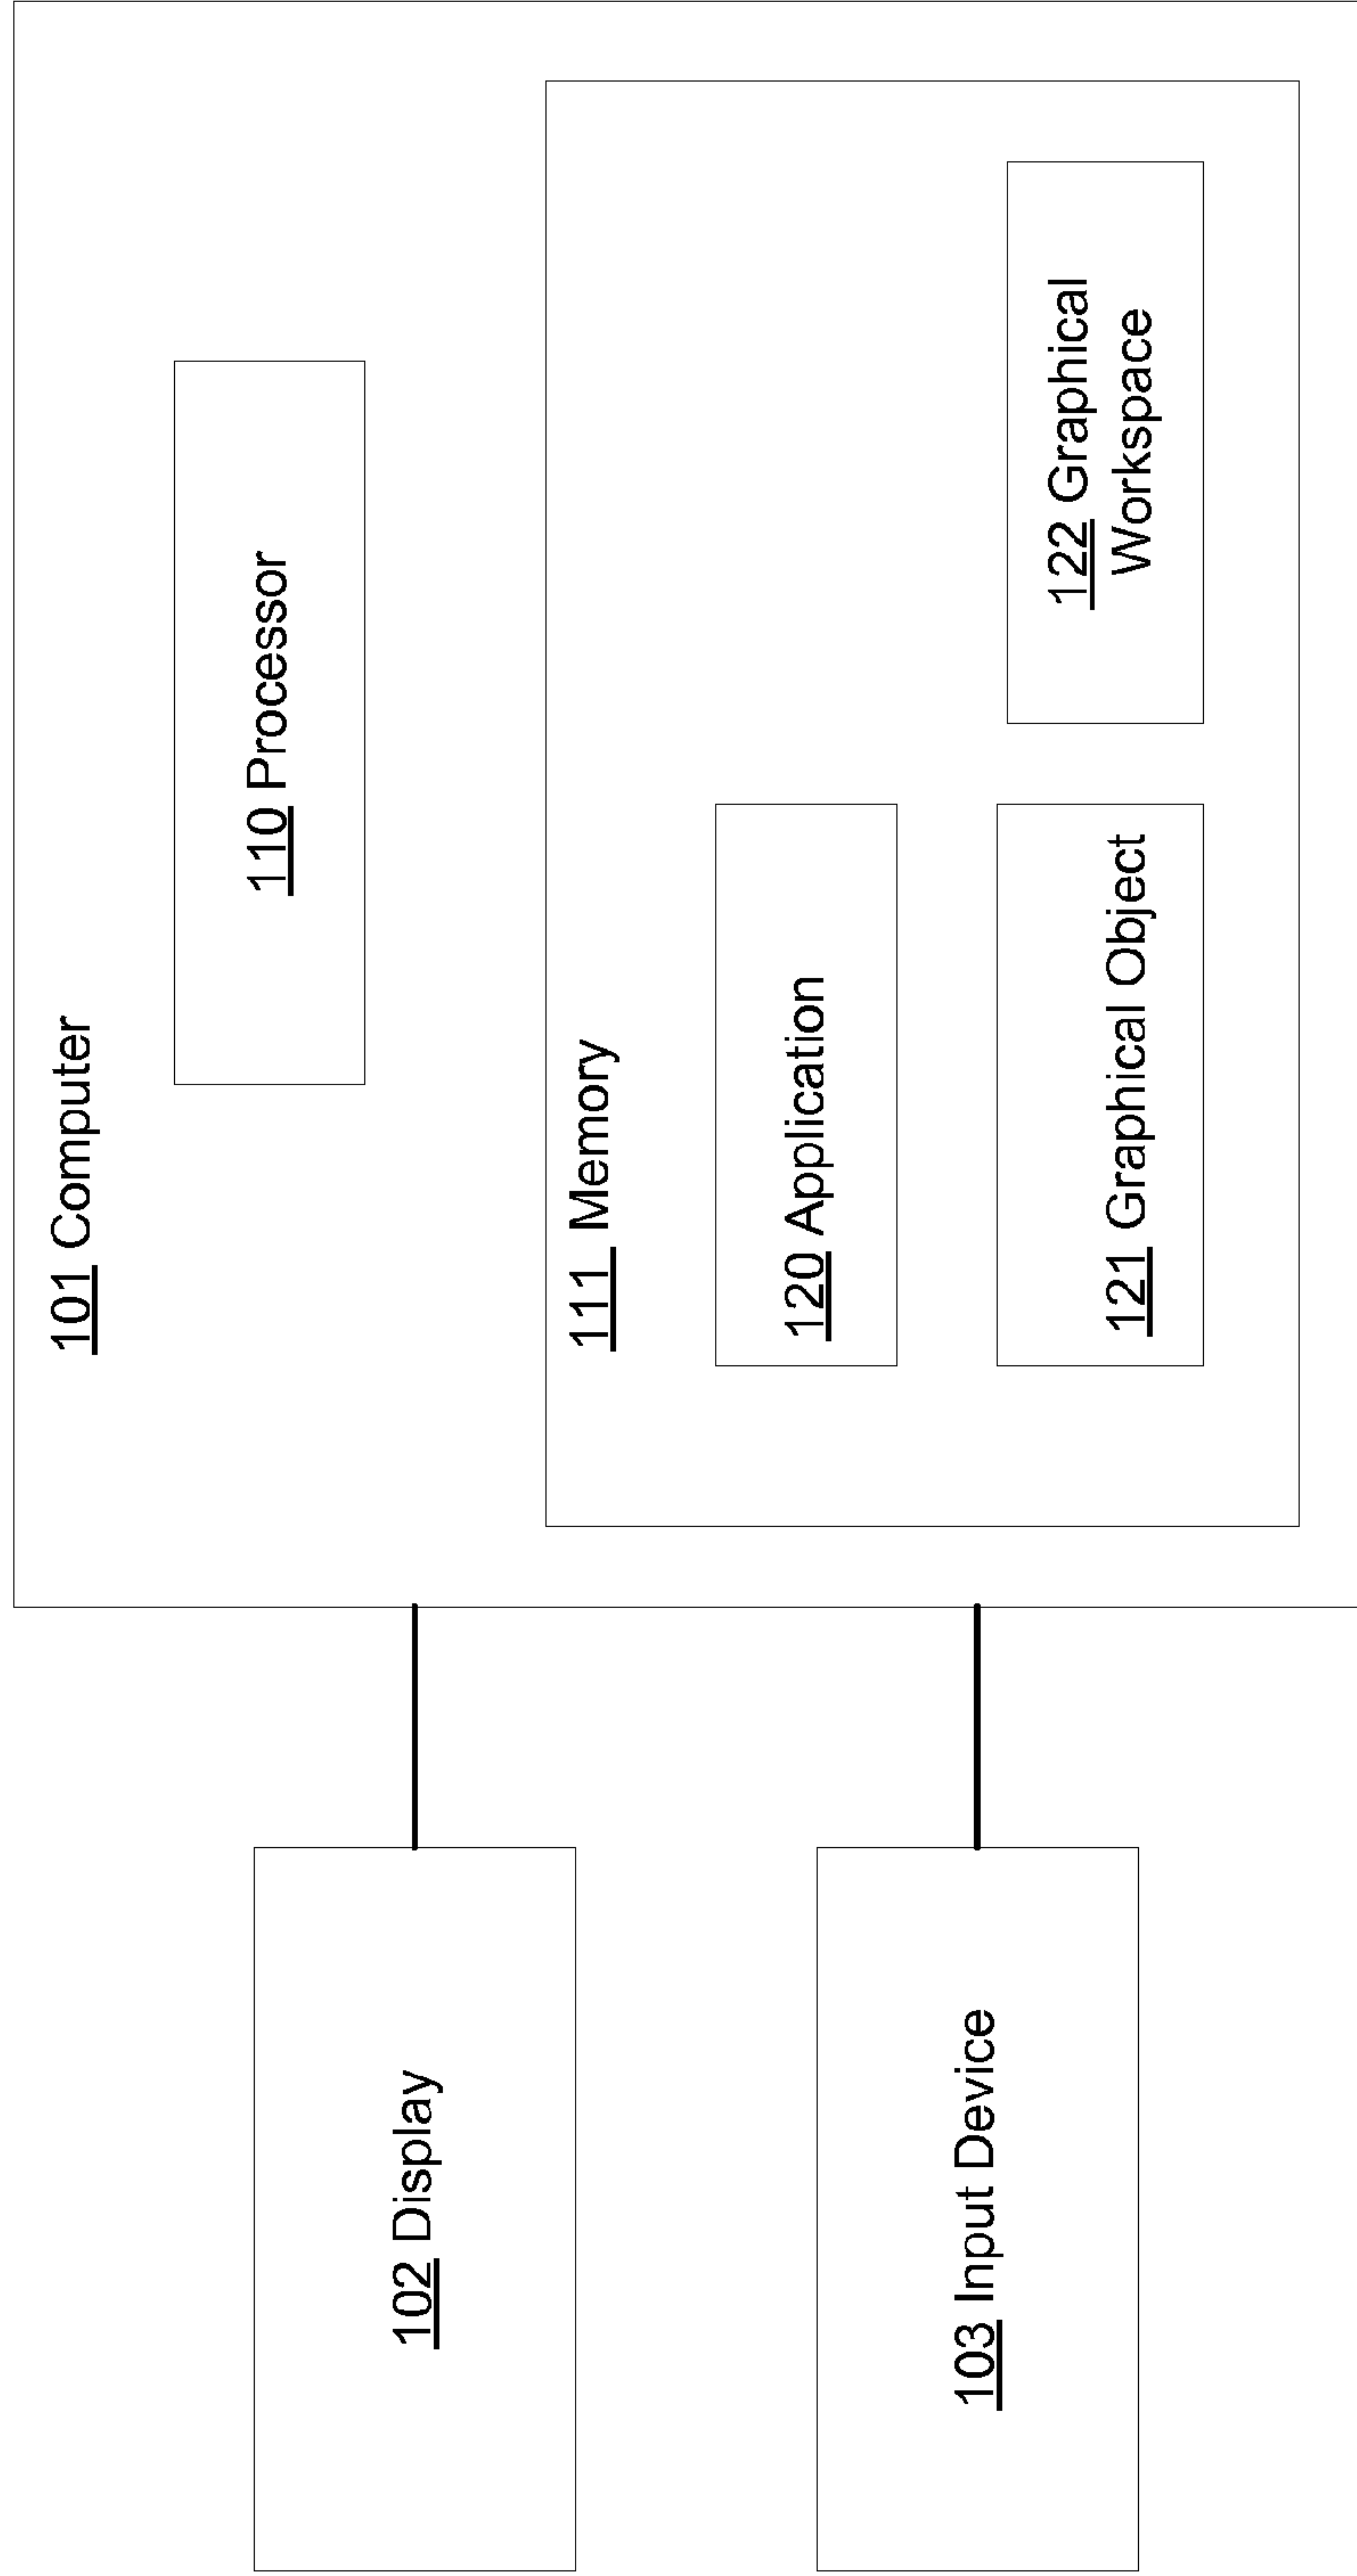 101 Computer
110 Processor
111 Memory
120 Application
121 Graphical Object
122 Graphical
Workspace
102 Display
103 Input Device